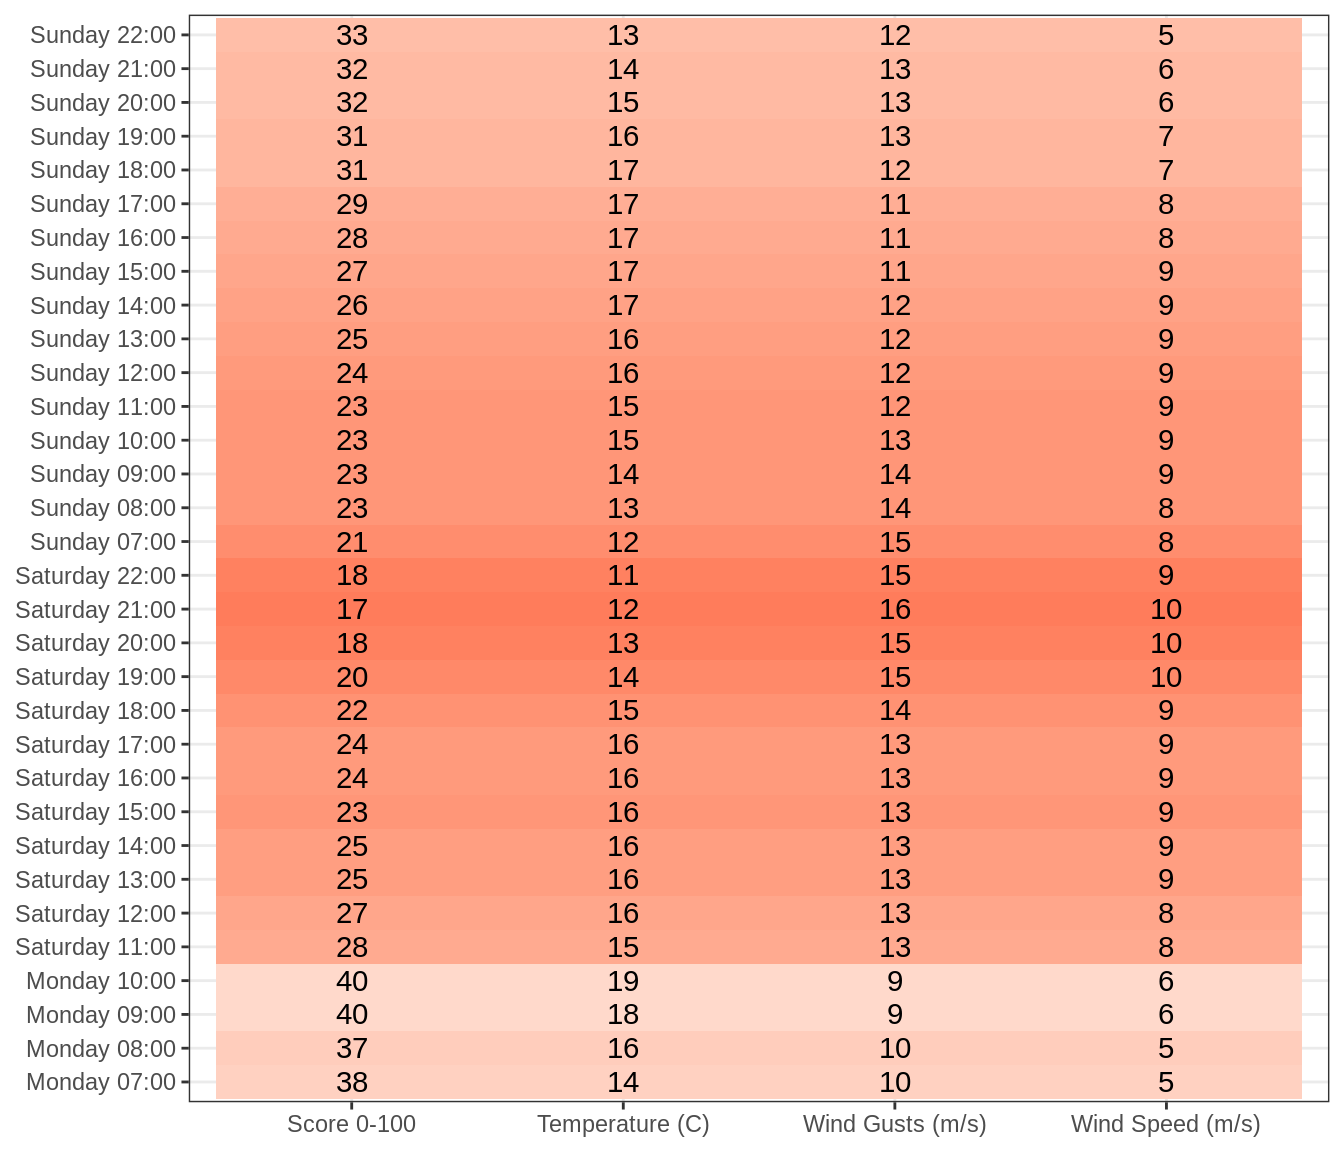 Sunday 22:00 33 13 12 5
Sunday 21:00 32 14 13 6
Sunday 20:00 32 15 13 6
Sunday 19:00 31 16 13 7
Sunday 18:00 31 17 12 7
Sunday 17:00 29 17 11 8
Sunday 16:00 28 17 11 8
Sunday 15:00 27 17 11 9
Sunday 14:00 26 17 12 9
Sunday 13:00 25 16 12 9
Sunday 12:00 24 16 12 9
Sunday 11:00 23 15 12 9
Sunday 10:00 23 15 13 9
Sunday 09:00 23 14 14 9
Sunday 08:00 23 13 14 8
Sunday 07:00 21 12 15 8
Saturday 22:00 18 11 15 9
Saturday 21:00 17 12 16 10
Saturday 20:00 18 13 15 10
Saturday 19:00 20 14 15 10
Saturday 18:00 22 15 14 9
Saturday 17:00 24 16 13 9
Saturday 16:00 24 16 13 9
Saturday 15:00 23 16 13 9
Saturday 14:00 25 16 13 9
Saturday 13:00 25 16 13 9
Saturday 12:00 27 16 13 8
Saturday 11:00 28 15 13 8
Monday 10:00 40 19 9 6
Monday 09:00 40 18 9 6
Monday 08:00 37 16 10 5
Monday 07:00 38 14 10 5
Score 0-100 Temperature (C) Wind Gusts (m/s) Wind Speed (m/s)